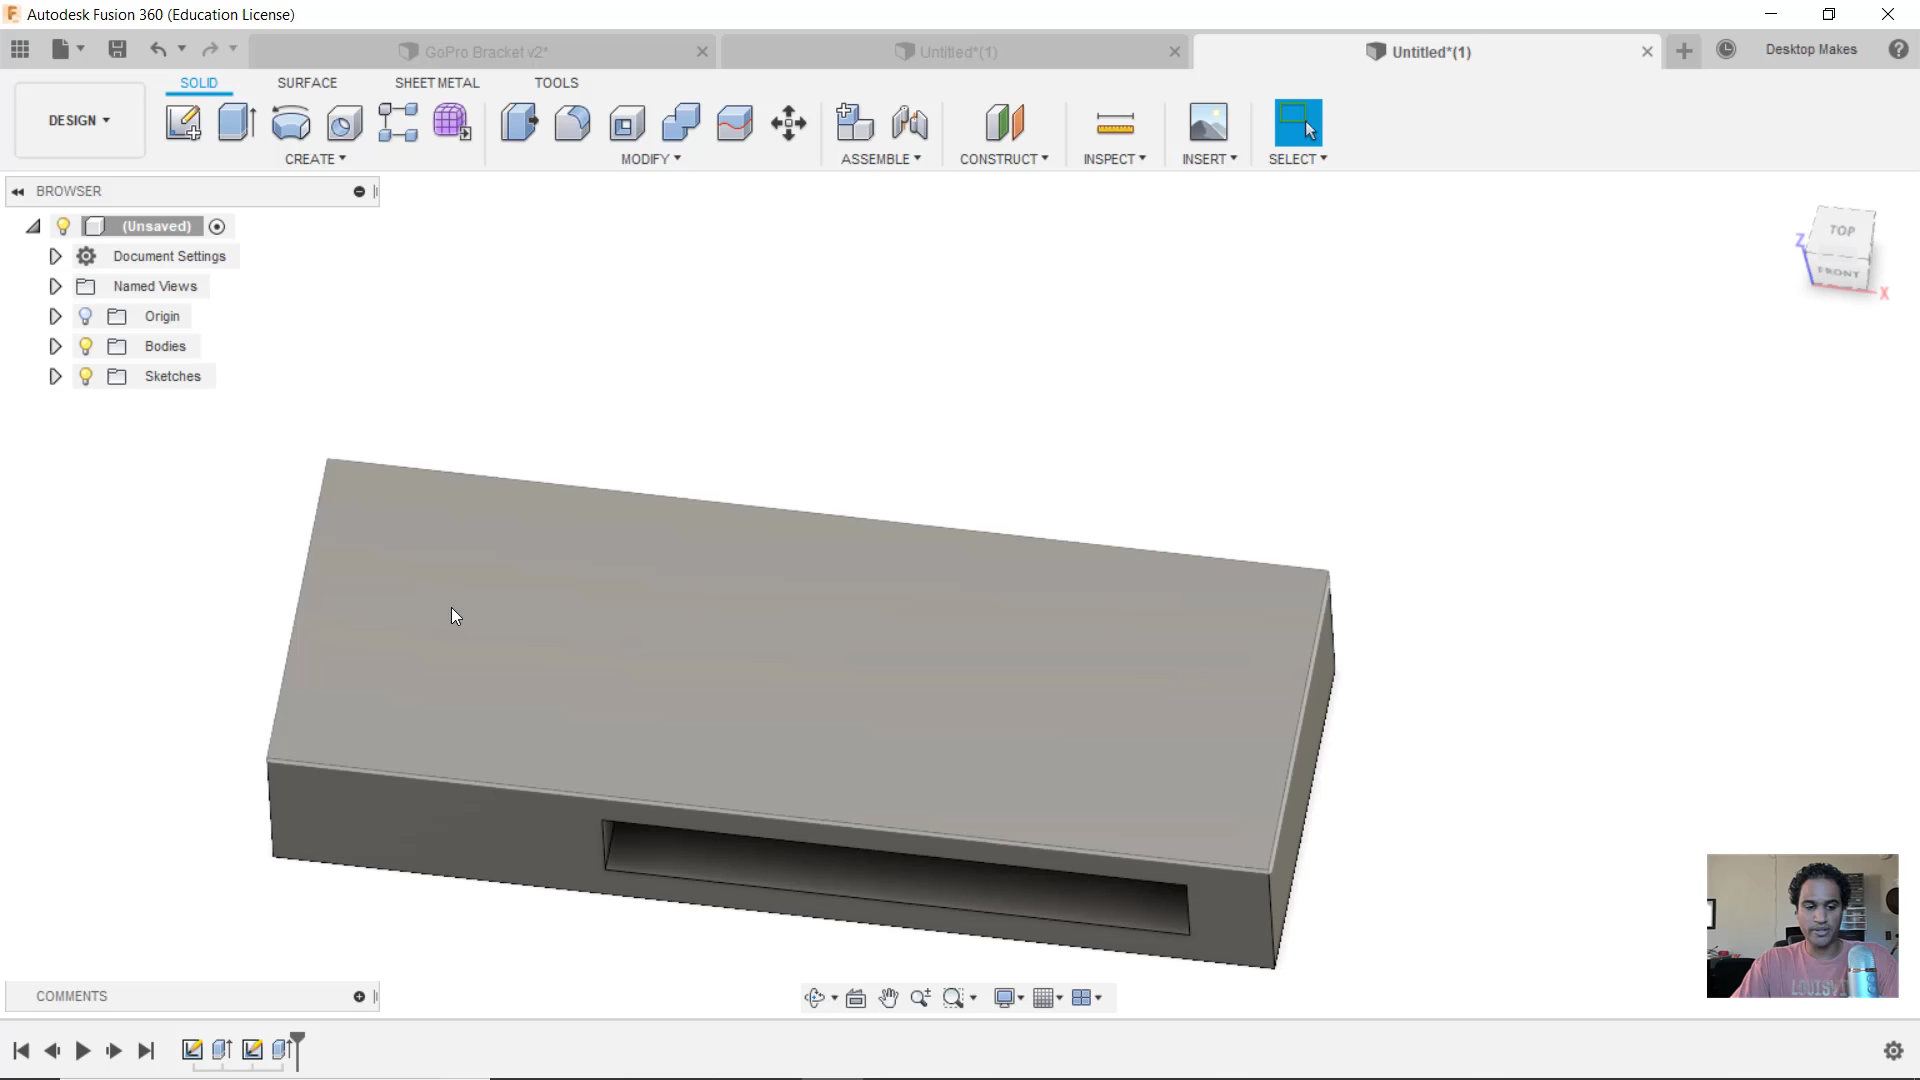 Autodesk Fusion 360 (Education License)
GoPro Bracket v2*
Untitled*(1)
Untitled*(1)
Desktop Makes
DESIGN
SOLID
SURFACE
SHEET METAL
TOOLS
CREATE
MODIFY
ASSEMBLE
CONSTRUCT
INSPECT
INSERT
SELECT
BROWSER
(Unsaved)
Document Settings
Named Views
Origin
Bodies
Sketches
TOP
FRONT
Z
X
COMMENTS